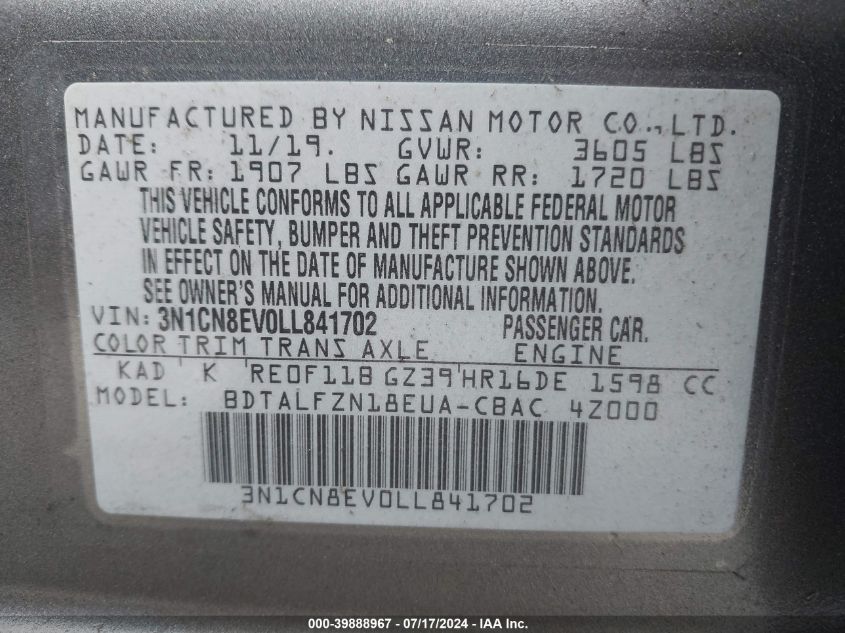 MANUFACTURED BY NISSAN MOTOR CO., LTD.
DATE: 11/19. GVWR: 3605 LBS
GAWR FR: 1907 LBS GAWR RR: 1720 LBS
THIS VEHICLE CONFORMS TO ALL APPLICABLE FEDERAL MOTOR
VEHICLE SAFETY, BUMPER AND THEFT PREVENTION STANDARDS
IN EFFECT ON THE DATE OF MANUFACTURE SHOWN ABOVE.
SEE OWNER'S MANUAL FOR ADDITIONAL INFORMATION.
VIN: 3N1CN8EV0LL841702 PASSENGER CAR.
COLOR TRIM TRANS AXLE ENGINE
KAD K RE0F11B GZ39 HR16DE 1598 CC
MODEL: BDTALFZN18EUA-CBAC 4Z000
3N1CN8EV0LL841702
000-39888967 - 07/17/2024 - IAA Inc.